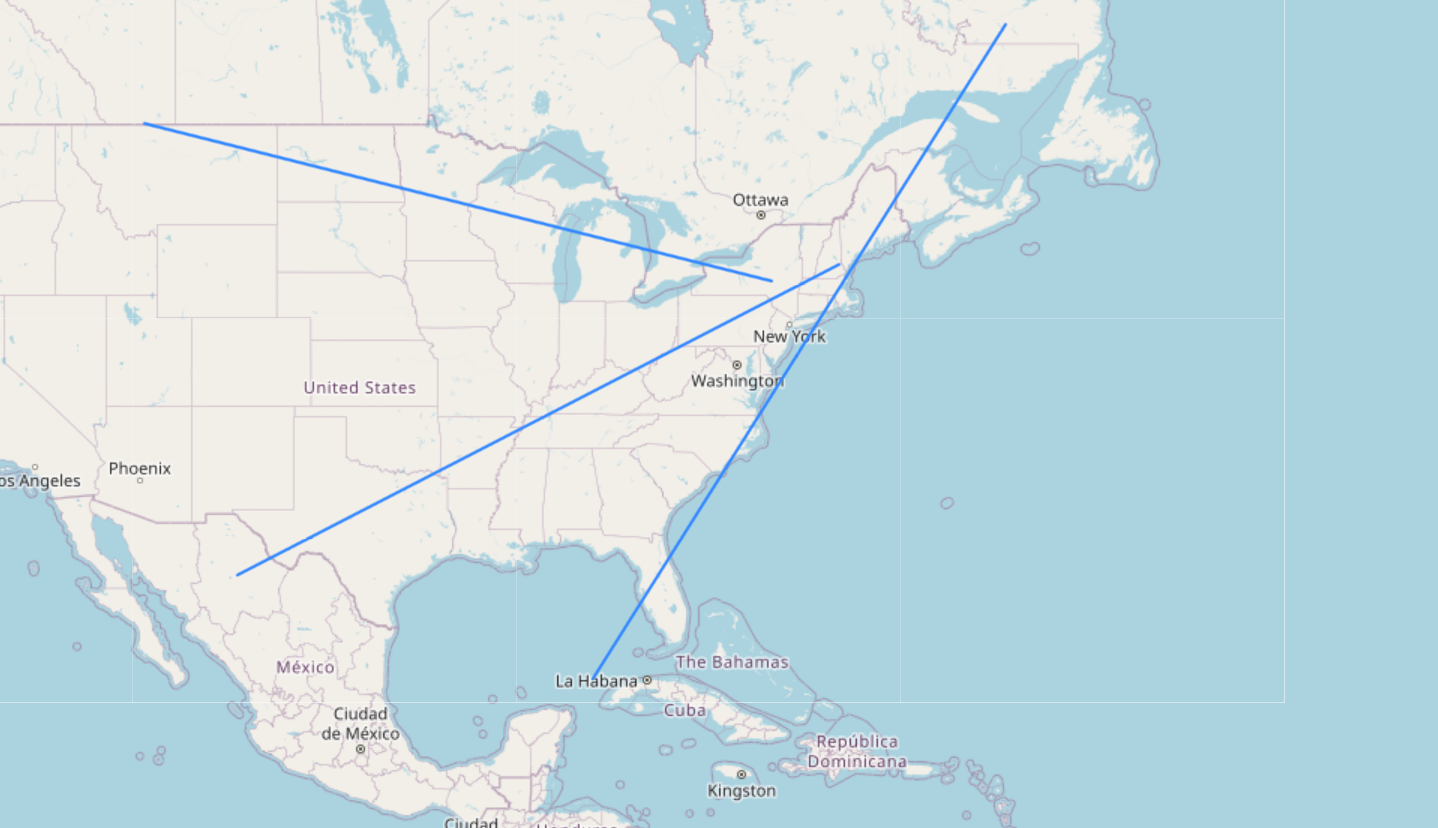 Ottawa
New York
Washington
United States
Phoenix
os Angeles
México
La Habana
The Bahamas
Cuba
Ciudad
de México
República
Dominicana
Kingston
Ciudad